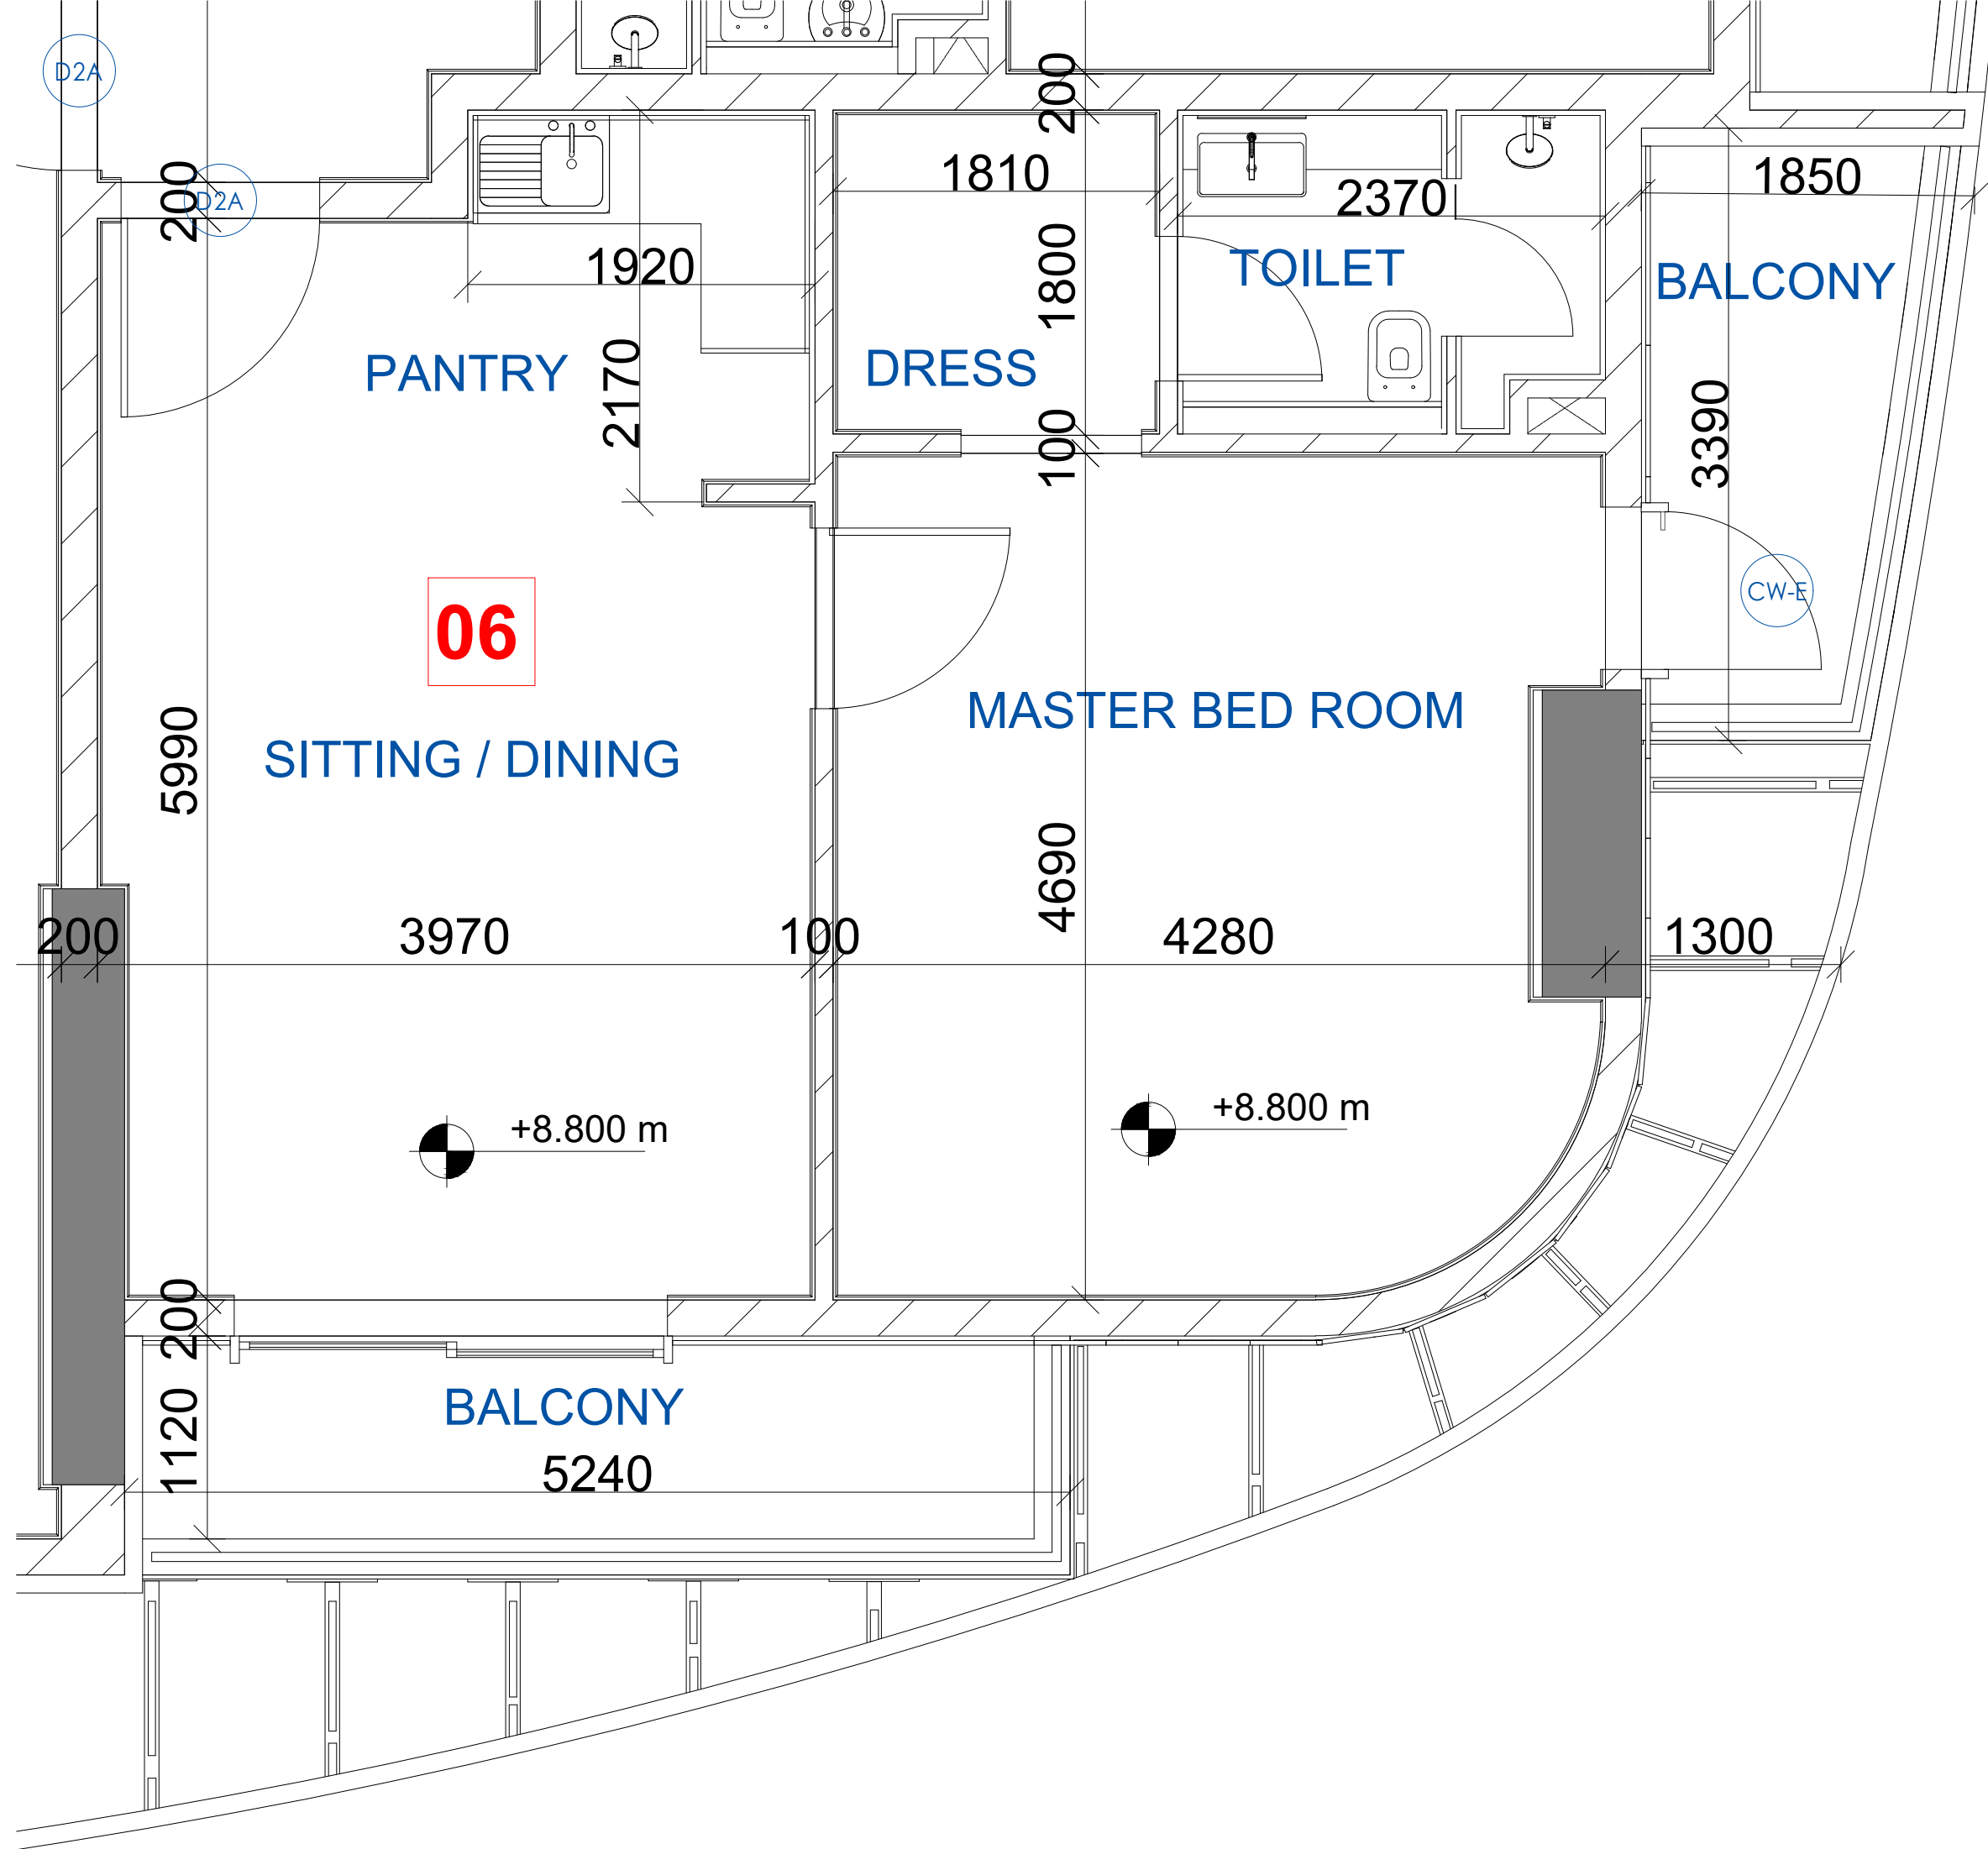 D2A
200
1810
1850
200
D2A
2370
1920
1800
TOILET
BALCONY
PANTRY
2170
DRESS
3390
100
CW-E
06
MASTER BED ROOM
5990
SITTING / DINING
4690
200
3970
100
4280
1300
+8.800 m
+8.800 m
200
BALCONY
1120
5240